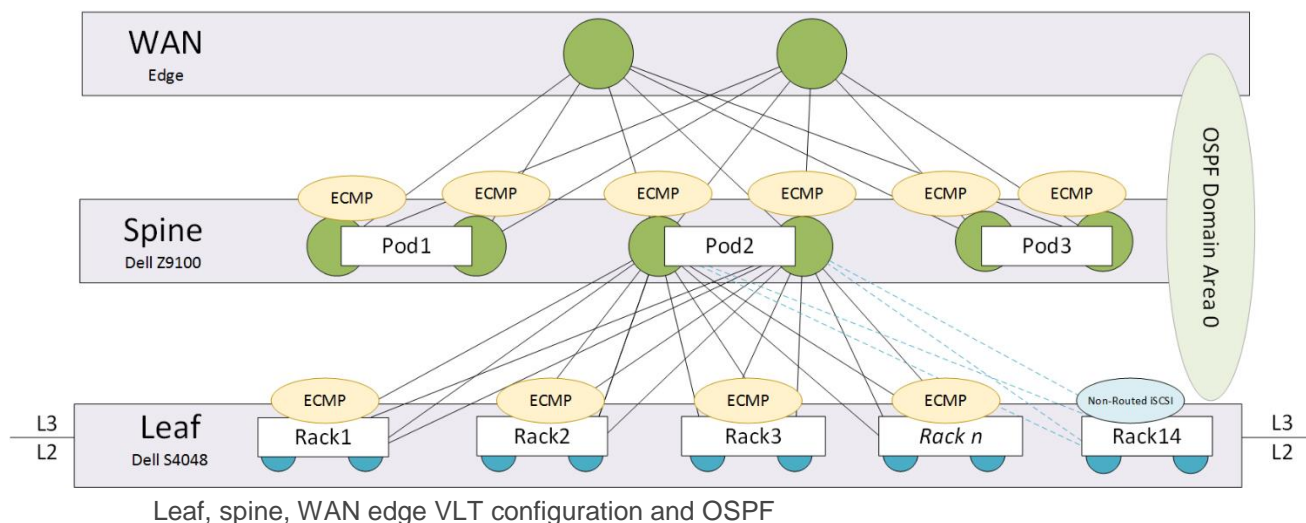 WAN
Edge
OSPF Domain Area 0
ECMP
ECMP
ECMP
ECMP
ECMP
ECMP
Spine
Dell Z9100
Pod1
Pod2
Pod3
ECMP
ECMP
ECMP
ECMP
Non-Routed iSCSI
L3
L2
Leaf
Dell S4048
Rack1
Rack2
Rack3
Rack n
Rack14
L3
L2
Leaf, spine, WAN edge VLT configuration and OSPF